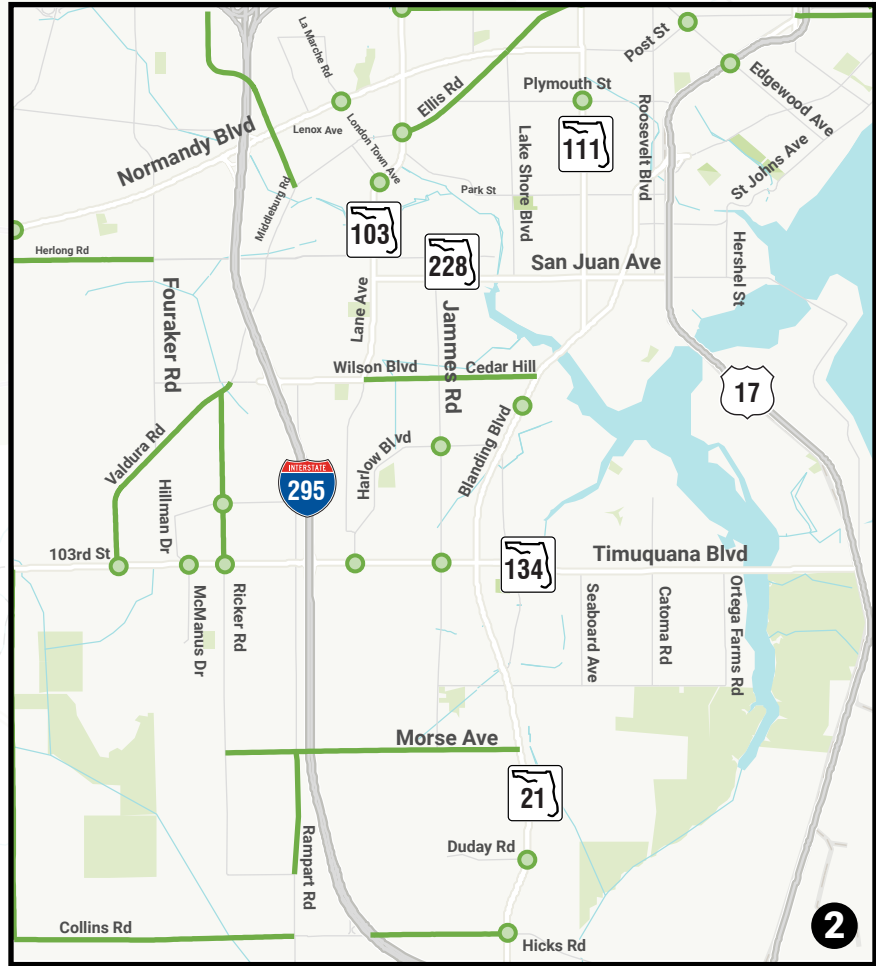 La Marche Rd
Post St
Ellis Rd
Plymouth St
Edgewood Ave
Normandy Blvd
Lenox Ave
London Town Ave
111
Lake Shore Blvd
Roosevelt Blvd
St Johns Ave
Middleburg Rd
Park St
103
228
Herlong Rd
San Juan Ave
Hershel St
Fouraker Rd
Lane Ave
Jammes Rd
Wilson Blvd
Cedar Hill
17
Valdura Rd
Harlow Blvd
Blanding Blvd
INTERSTATE
295
Hillman Dr
103rd St
134
Timuquana Blvd
McManus Dr
Ricker Rd
Seaboard Ave
Catoma Rd
Ortega Farms Rd
Morse Ave
21
Rampart Rd
Duday Rd
Collins Rd
Hicks Rd
2